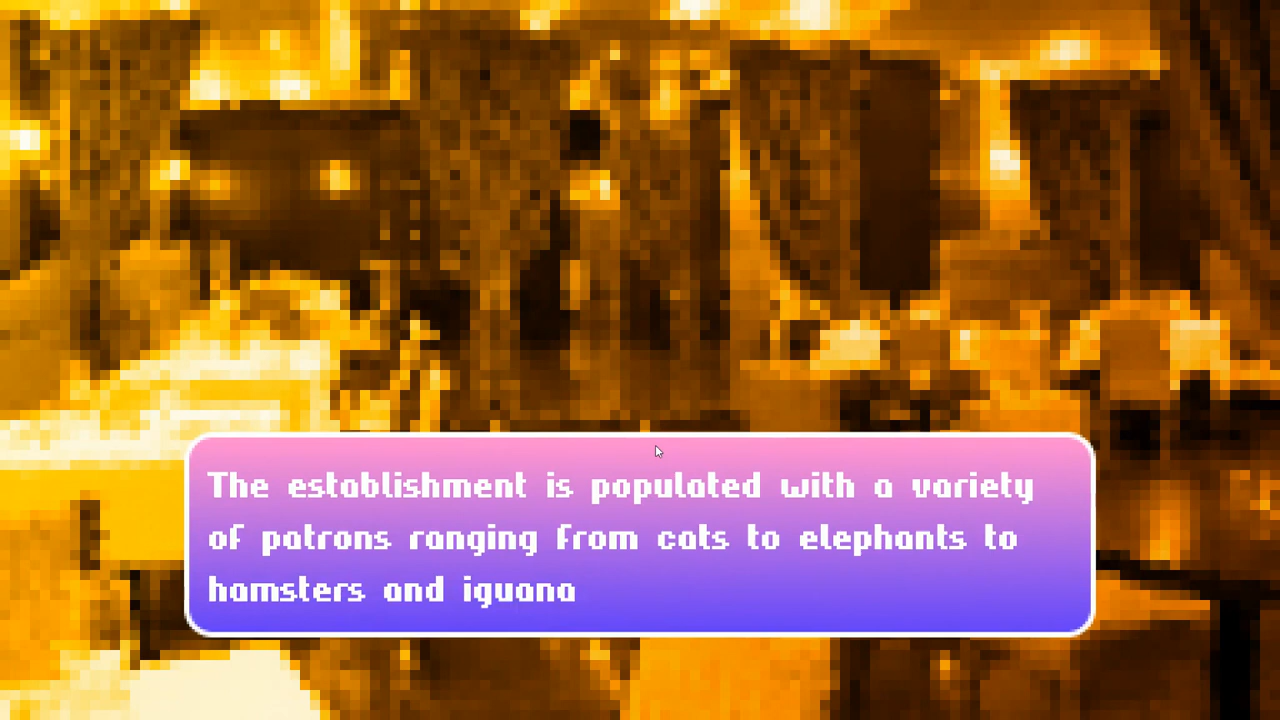 The establishment is populated with a variety
of patrons ranging from cats to elephants to
hamsters and iguana